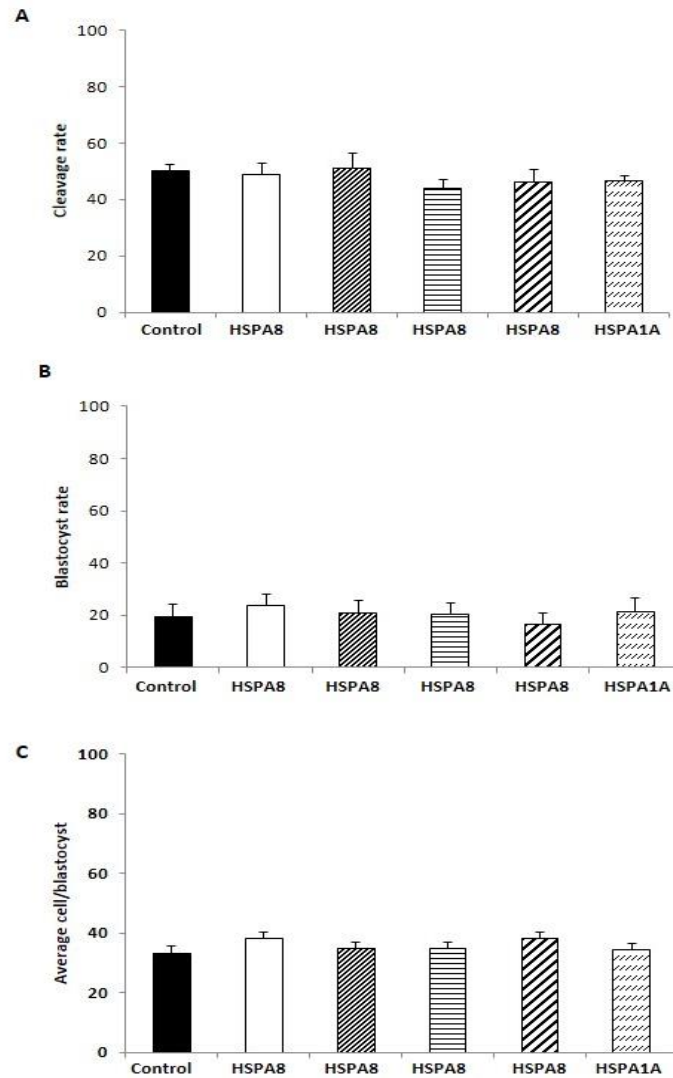 A
100
80
60
40
20
0
Cleavage rate
Control HSPA8 HSPA8 HSPA8 HSPA8 HSPA1A
B
100
80
60
40
20
0
Blastocyst rate
Control HSPA8 HSPA8 HSPA8 HSPA8 HSPA1A
C
100
80
60
40
20
0
Average cell/blastocyst
Control HSPA8 HSPA8 HSPA8 HSPA8 HSPA1A